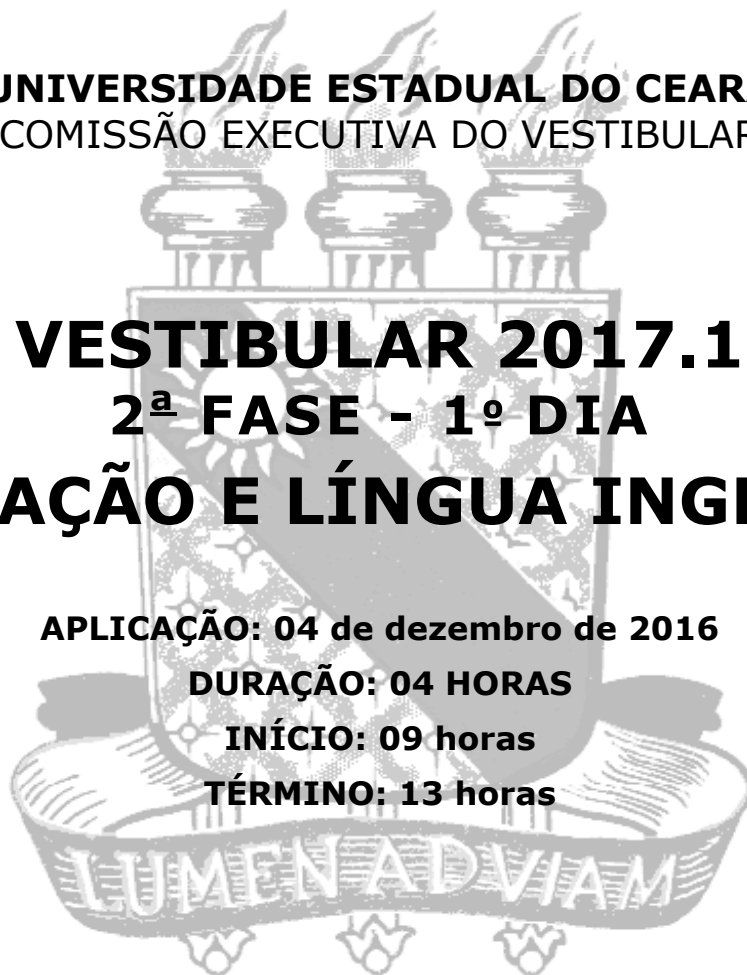 UNIVERSIDADE ESTADUAL DO CEAR
COMISSÃO EXECUTIVA DO VESTIBULAR
VESTIBULAR 2017.1
2ª FASE - 1º DIA
AÇÃO E LÍNGUA INGL
APLICAÇÃO: 04 de dezembro de 2016
DURAÇÃO: 04 HORAS
INÍCIO: 09 horas
TÉRMINO: 13 horas
LUMEN AD VIAM